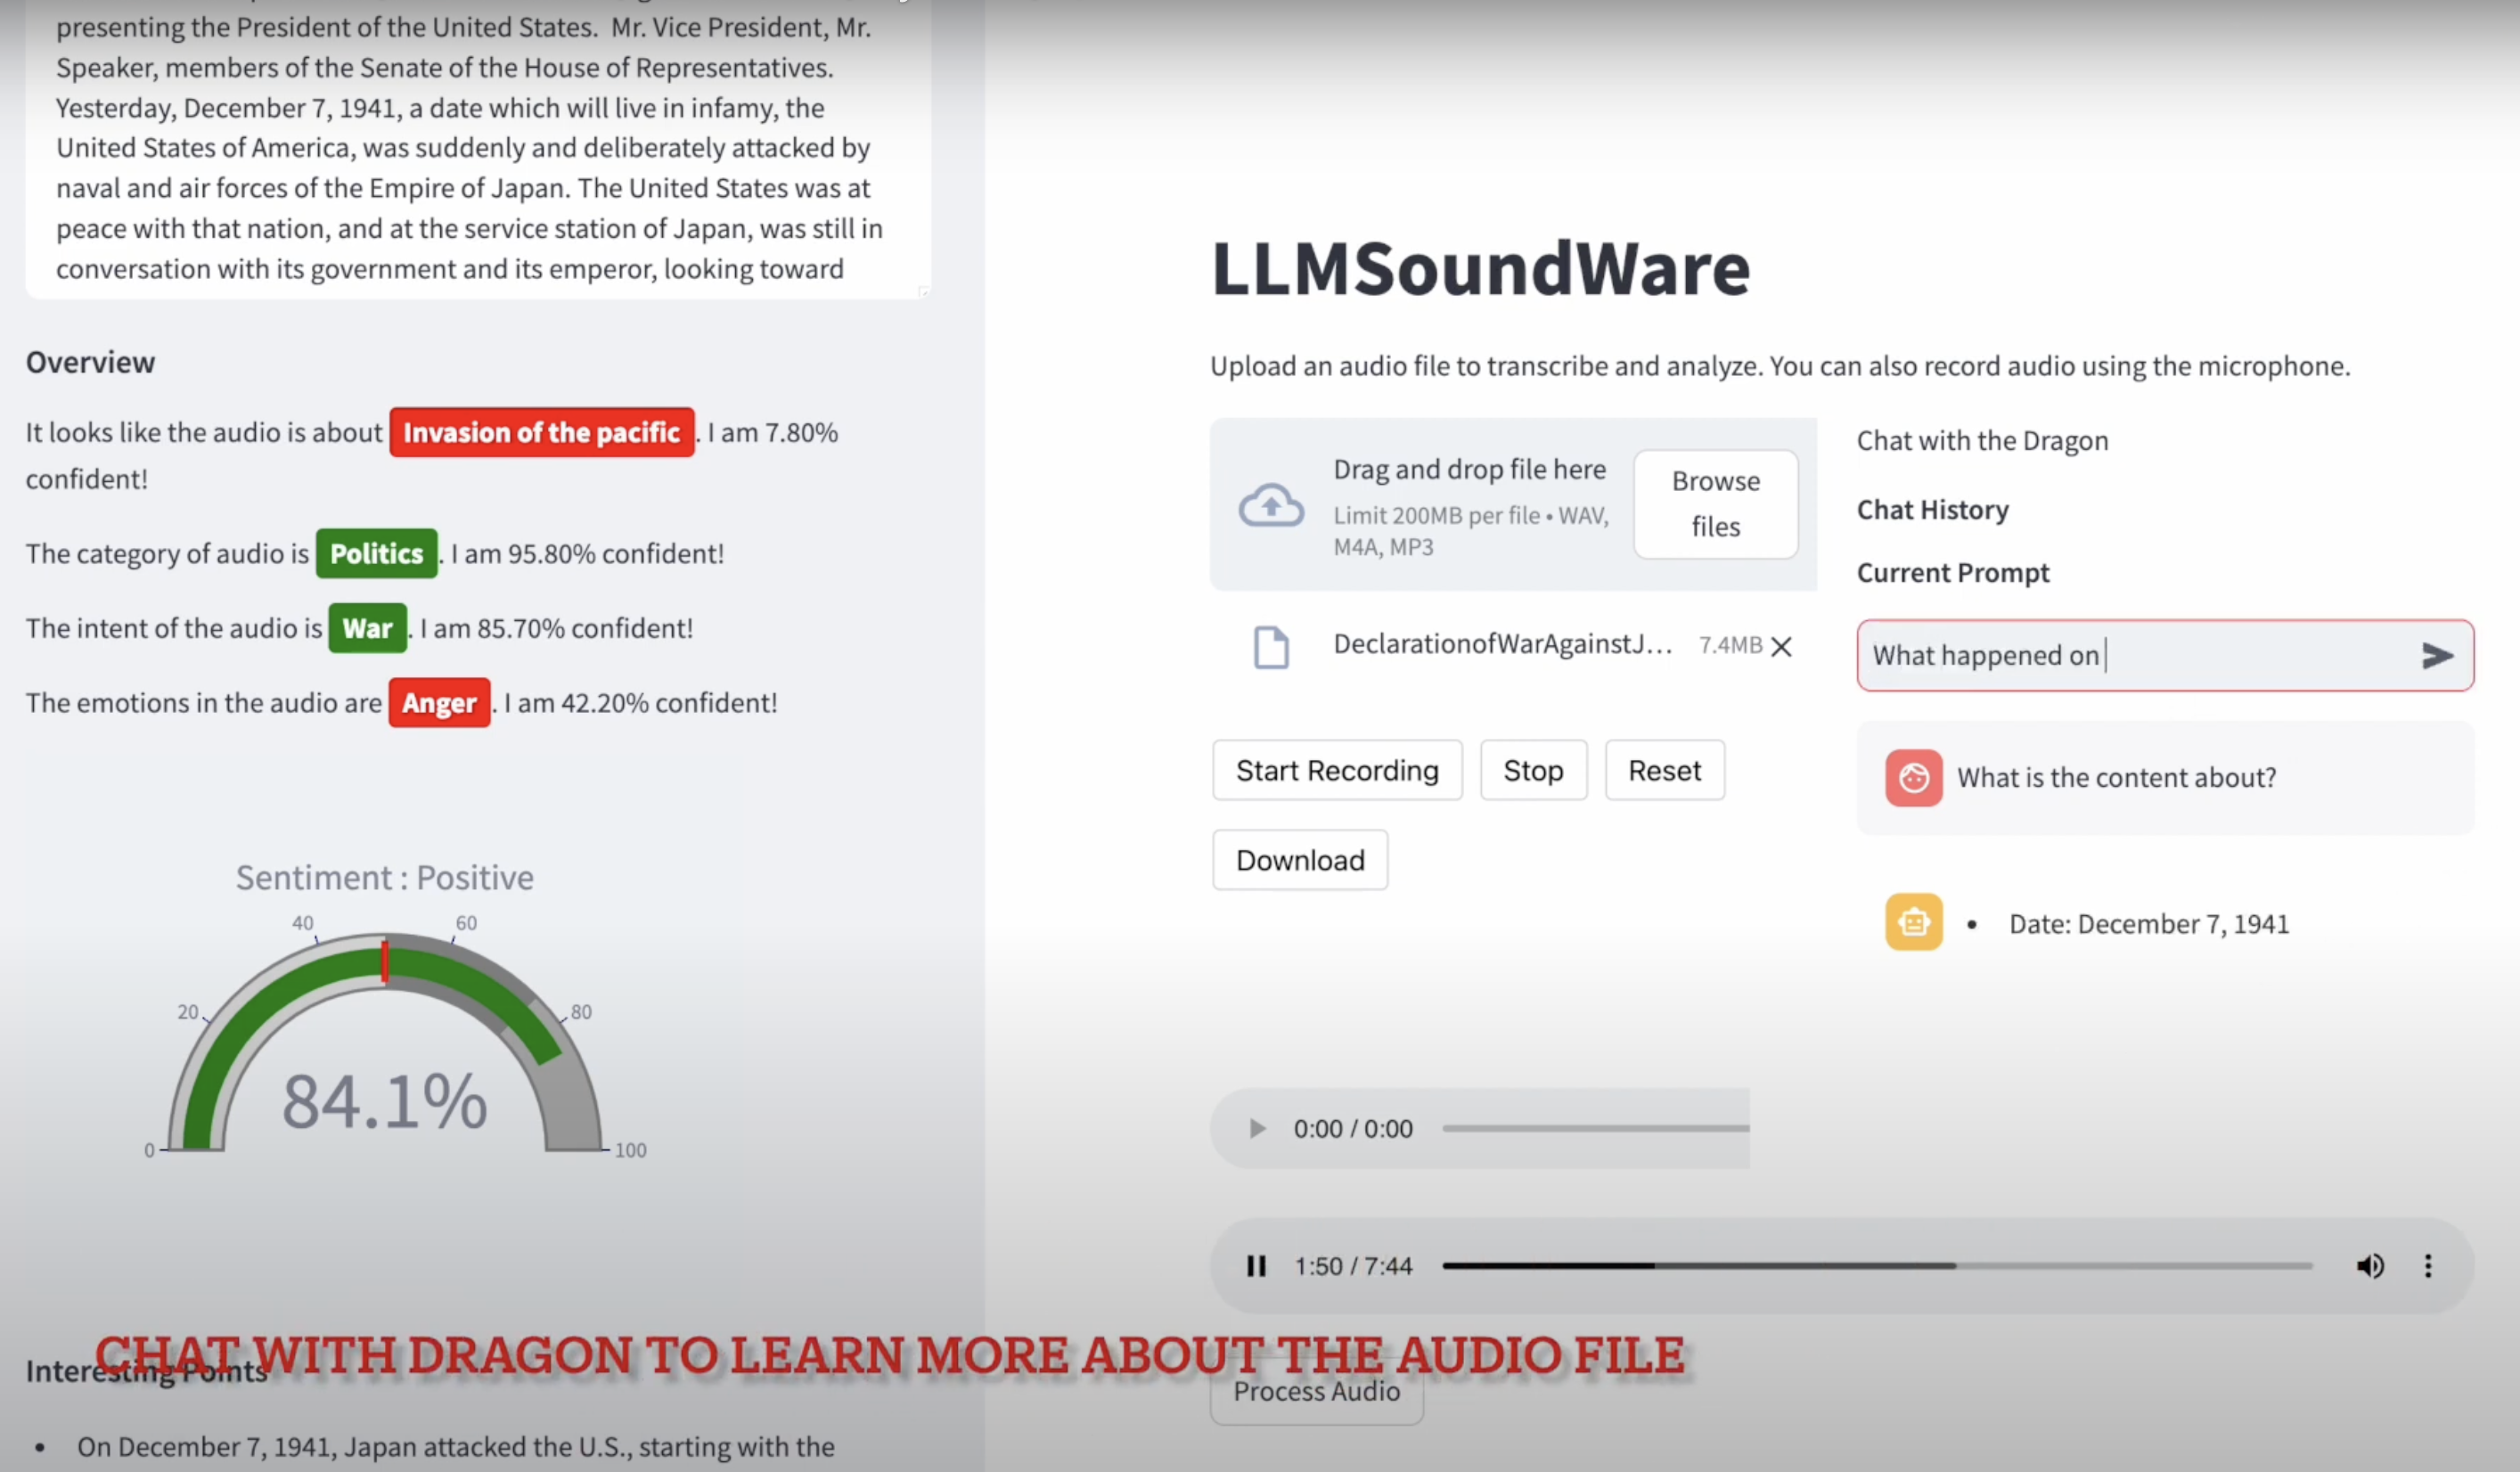 presenting the President of the United States. Mr. Vice President, Mr.
Speaker, members of the Senate of the House of Representatives.
Yesterday, December 7, 1941, a date which will live in infamy, the
United States of America, was suddenly and deliberately attacked by
naval and air forces of the Empire of Japan. The United States was at
peace with that nation, and at the service station of Japan, was still in
conversation with its government and its emperor, looking toward
Overview
It looks like the audio is about Invasion of the pacific . I am 7.80%
confident!
The category of audio is Politics . I am 95.80% confident!
The intent of the audio is War . I am 85.70% confident!
The emotions in the audio are Anger . I am 42.20% confident!
Sentiment : Positive
40
60
20
80
84.1%
0
100
Interesting Points
On December 7, 1941, Japan attacked the U.S., starting with the
LLMSoundWare
Upload an audio file to transcribe and analyze. You can also record audio using the microphone.
Drag and drop file here
Limit 200MB per file • WAV,
M4A, MP3
Browse
files
DeclarationofWarAgainstJ... 7.4MB
Start Recording
Stop
Reset
Download
Chat with the Dragon
Chat History
Current Prompt
What happened on
What is the content about?
• Date: December 7, 1941
0:00 / 0:00
1:50 / 7:44
CHAT WITH DRAGON TO LEARN MORE ABOUT THE AUDIO FILE
Process Audio